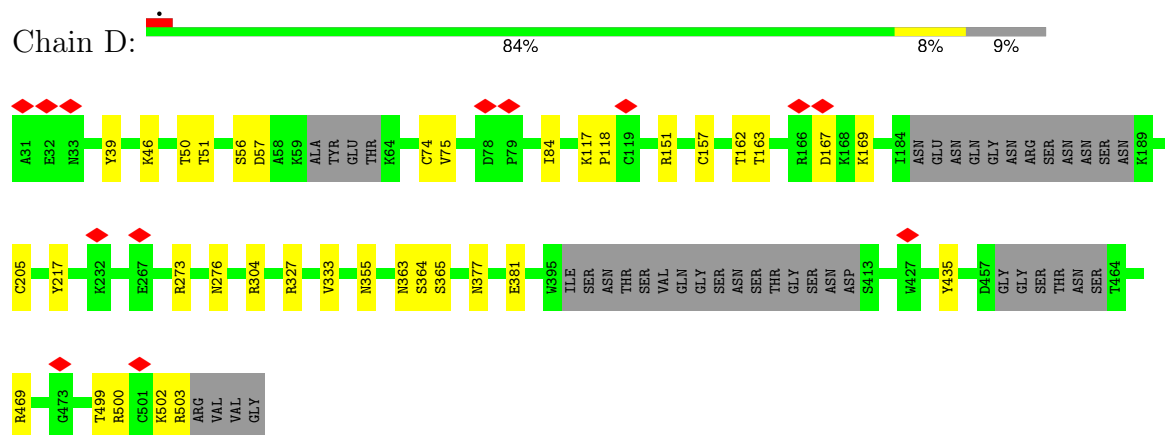 Chain D:
84% 8% 9%
A31 E32 N33 Y39 K46 T50 T51 S56 D57 A58 K59 ALA TYR GLU THR K64 C74 V75 D78 P79 I84 K117 P118 C119 R151 C157 T162 T163 R166 D167 K168 K169 I184 ASN GLU ASN GLN GLY ASN ARG SER ASN ASN SER ASN K189
C205 Y217 K232 E267 R273 N276 R304 R327 V333 N355 N363 S364 S365 N377 E381 W395 ILE SER ASN THR SER VAL GLN GLY SER ASN SER THR GLY SER ASN ASP S413 W427 Y435 D457 GLY GLY SER THR ASN SER T464
R469 G473 T499 R500 C501 K502 R503 ARG VAL VAL GLY